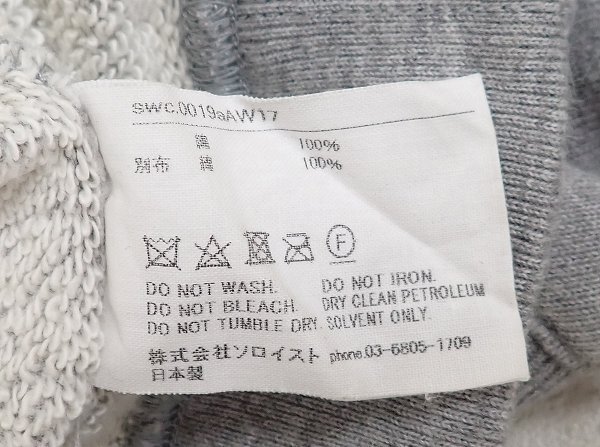 SWC.0019aAW17
綿 100%
別布 綿 100%
F
DO NOT WASH. DO NOT IRON.
DO NOT BLEACH. DRY CLEAN PETROLEUM
DO NOT TUMBLE DRY. SOLVENT ONLY.
株式会社ソロイスト phone.03-6805-1709
日本製